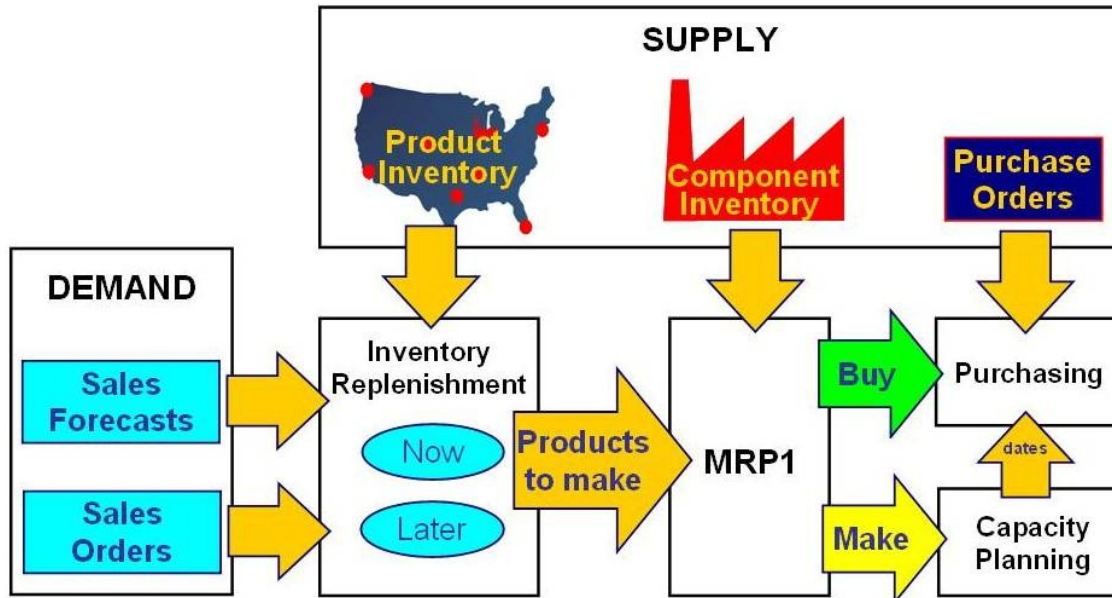 SUPPLY
Product
Inventory
Component
Inventory
Purchase
Orders
DEMAND
Sales
Forecasts
Sales
Orders
Inventory
Replenishment
Now
Later
Products
to make
MRP1
Buy
Make
Purchasing
dates
Capacity
Planning